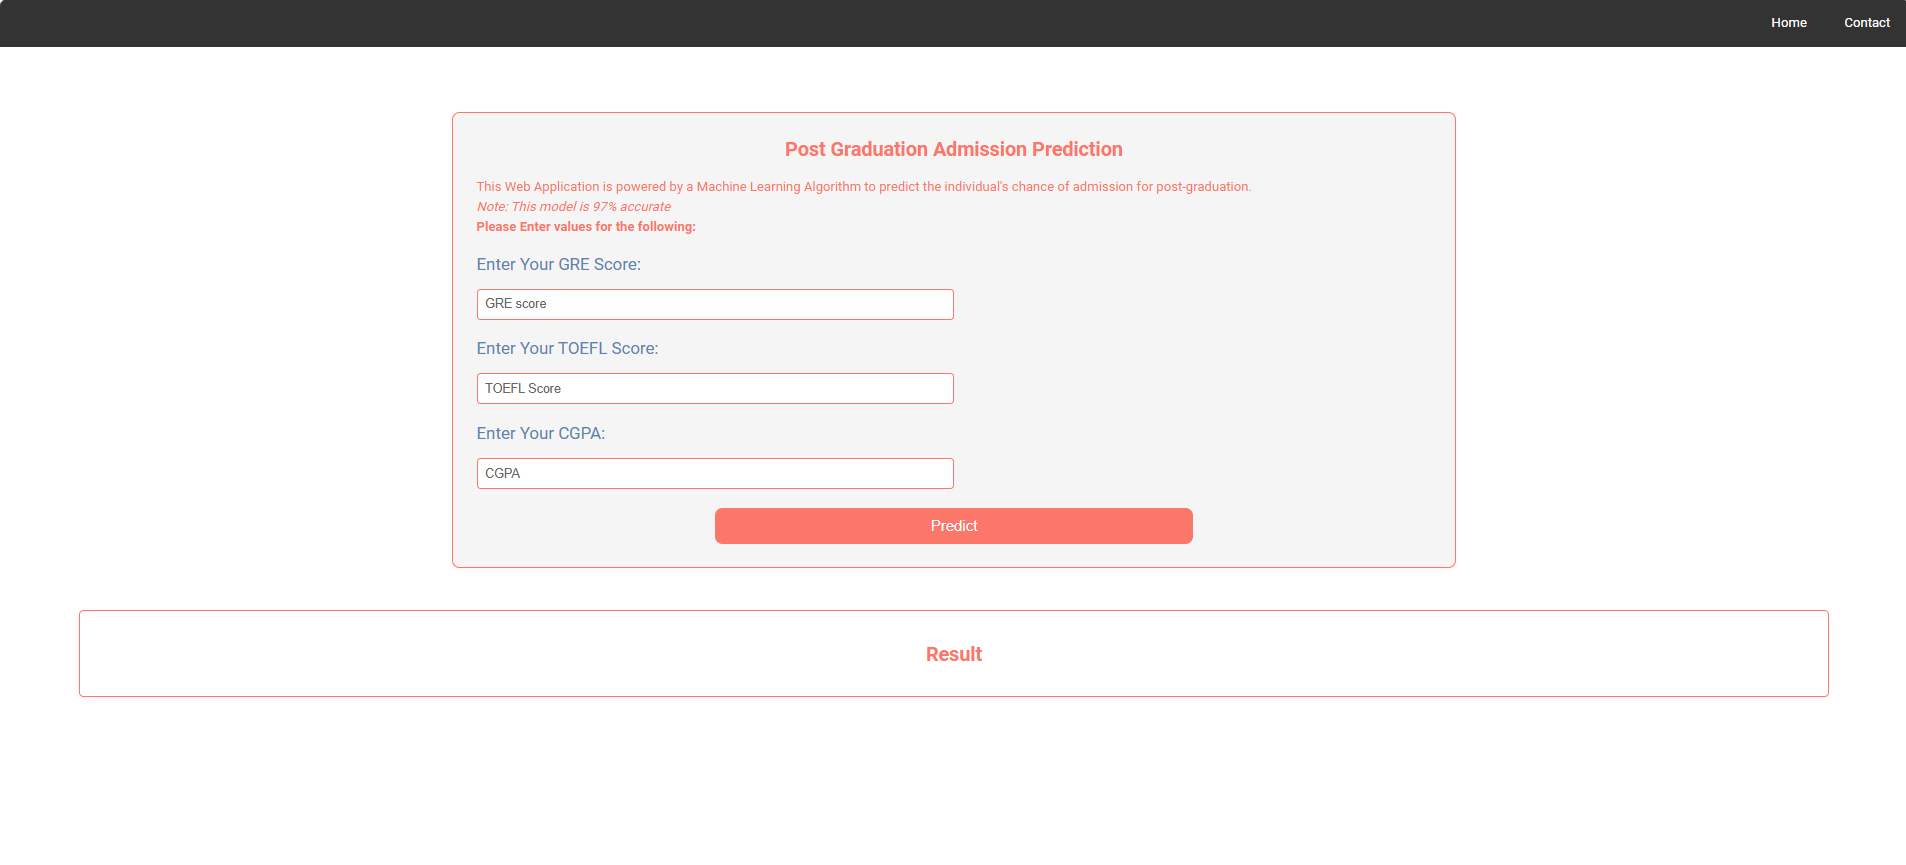 Home Contact
Post Graduation Admission Prediction
This Web Application is powered by a Machine Learning Algorithm to predict the individual's chance of admission for post-graduation.
Note: This model is 97% accurate
Please Enter values for the following:
Enter Your GRE Score:
GRE score
Enter Your TOEFL Score:
TOEFL Score
Enter Your CGPA:
CGPA
Predict
Result